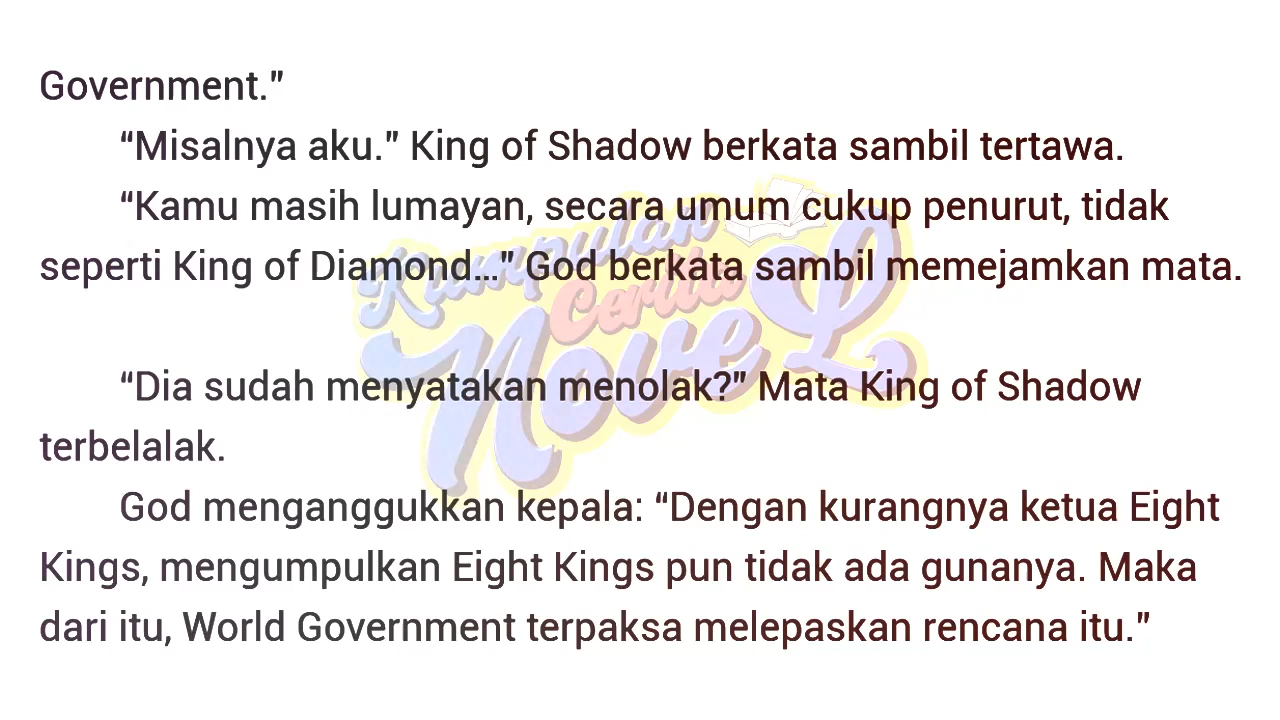 Government.”
“Misalnya aku.” King of Shadow berkata sambil tertawa.
“Kamu masih lumayan, secara umum cukup penurut, tidak
seperti King of Diamond…” God berkata sambil memejamkan mata.
Kumpulan
Cerita
NoveL
“Dia sudah menyatakan menolak?” Mata King of Shadow
terbelalak.
God menganggukkan kepala: “Dengan kurangnya ketua Eight
Kings, mengumpulkan Eight Kings pun tidak ada gunanya. Maka
dari itu, World Government terpaksa melepaskan rencana itu.”